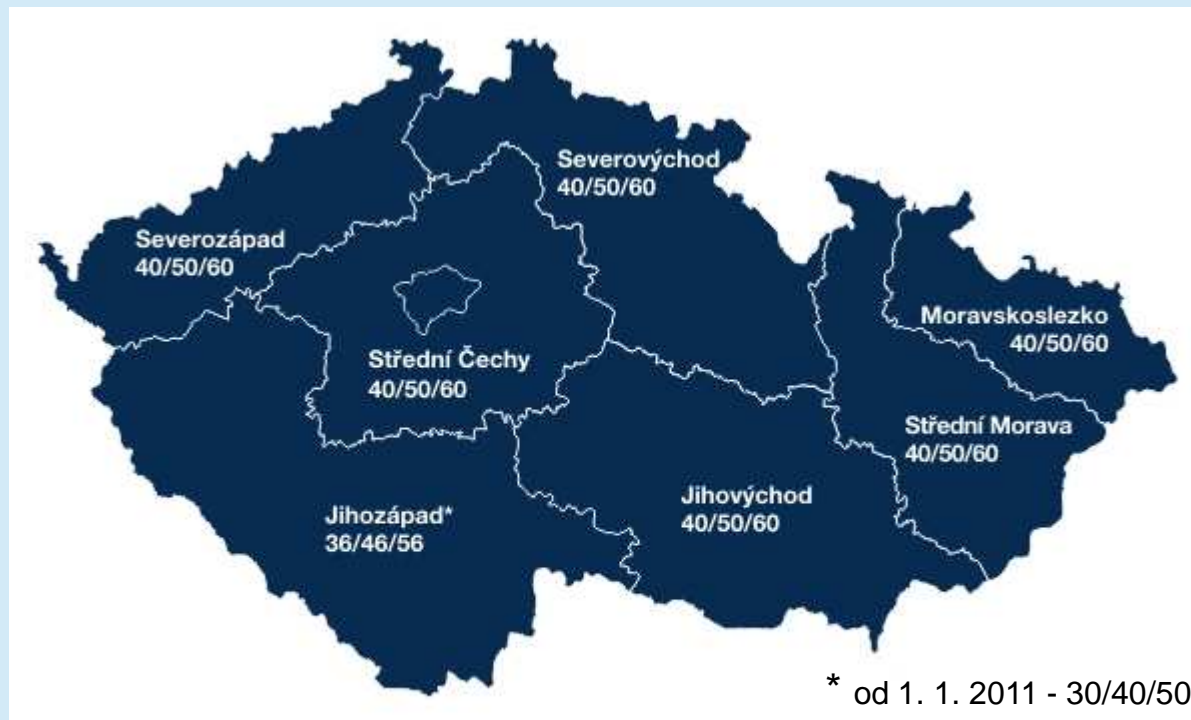 Severovýchod
40/50/60
Severozápad
40/50/60
Moravskoslezko
40/50/60
Střední Čechy
40/50/60
Střední Morava
40/50/60
Jihovýchod
40/50/60
Jihozápad*
36/46/56
* od 1. 1. 2011 - 30/40/50